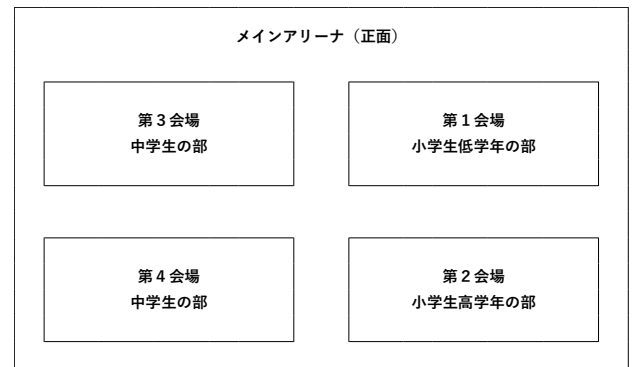 メインアリーナ（正面）
第３会場
中学生の部
第１会場
小学生低学年の部
第４会場
中学生の部
第２会場
小学生高学年の部